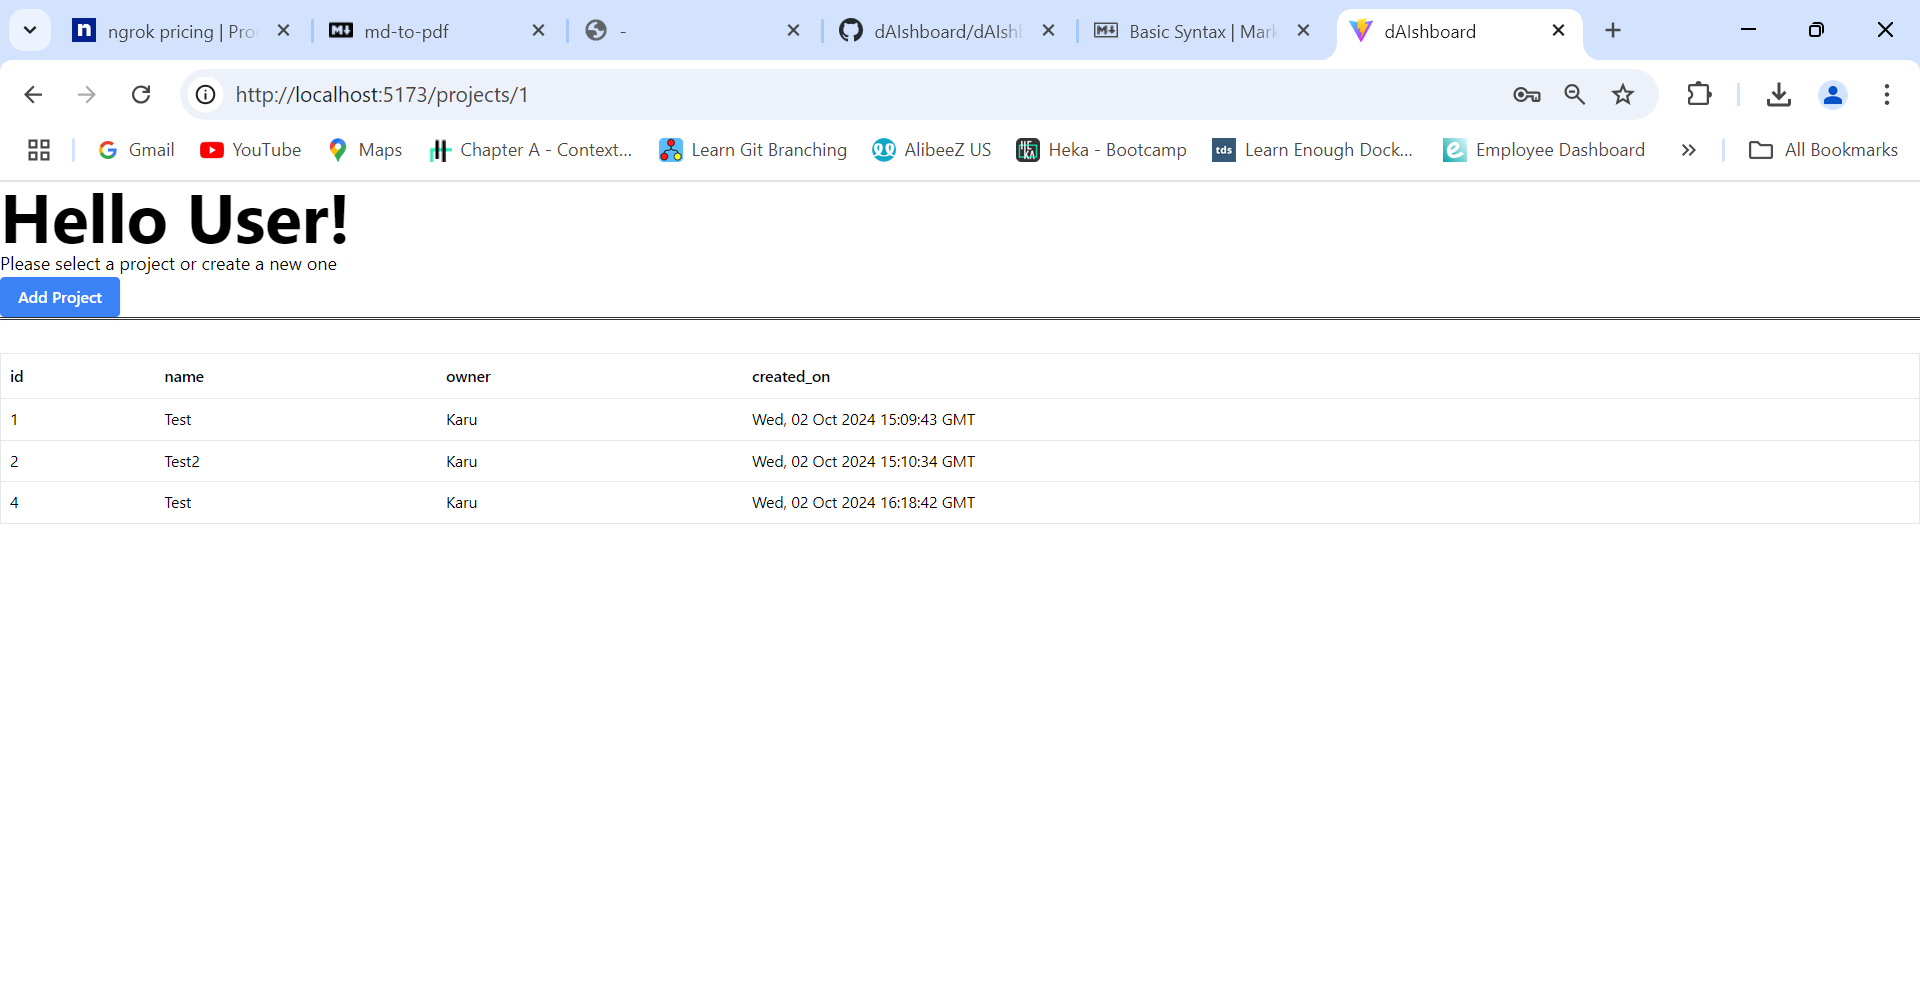 ngrok pricing | Pro
md-to-pdf
-
dAIshboard/dAIsh
Basic Syntax | Mark
dAIshboard
http://localhost:5173/projects/1
Gmail
YouTube
Maps
Chapter A - Context...
Learn Git Branching
AlibeeZ US
Heka - Bootcamp
tds
Learn Enough Dock...
Employee Dashboard
»
All Bookmarks
Hello User!
Please select a project or create a new one
Add Project
id name owner created_on
1 Test Karu Wed, 02 Oct 2024 15:09:43 GMT
2 Test2 Karu Wed, 02 Oct 2024 15:10:34 GMT
4 Test Karu Wed, 02 Oct 2024 16:18:42 GMT